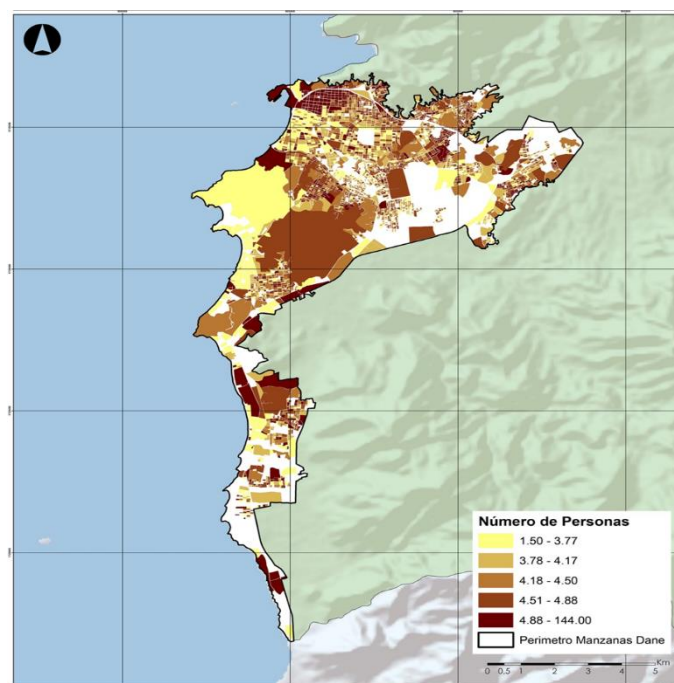 Número de Personas
1.50 - 3.77
3.78 - 4.17
4.18 - 4.50
4.51 - 4.88
4.88 - 144.00
Perimetro Manzanas Dane
Km
0 0.5 1 2 3 4 5